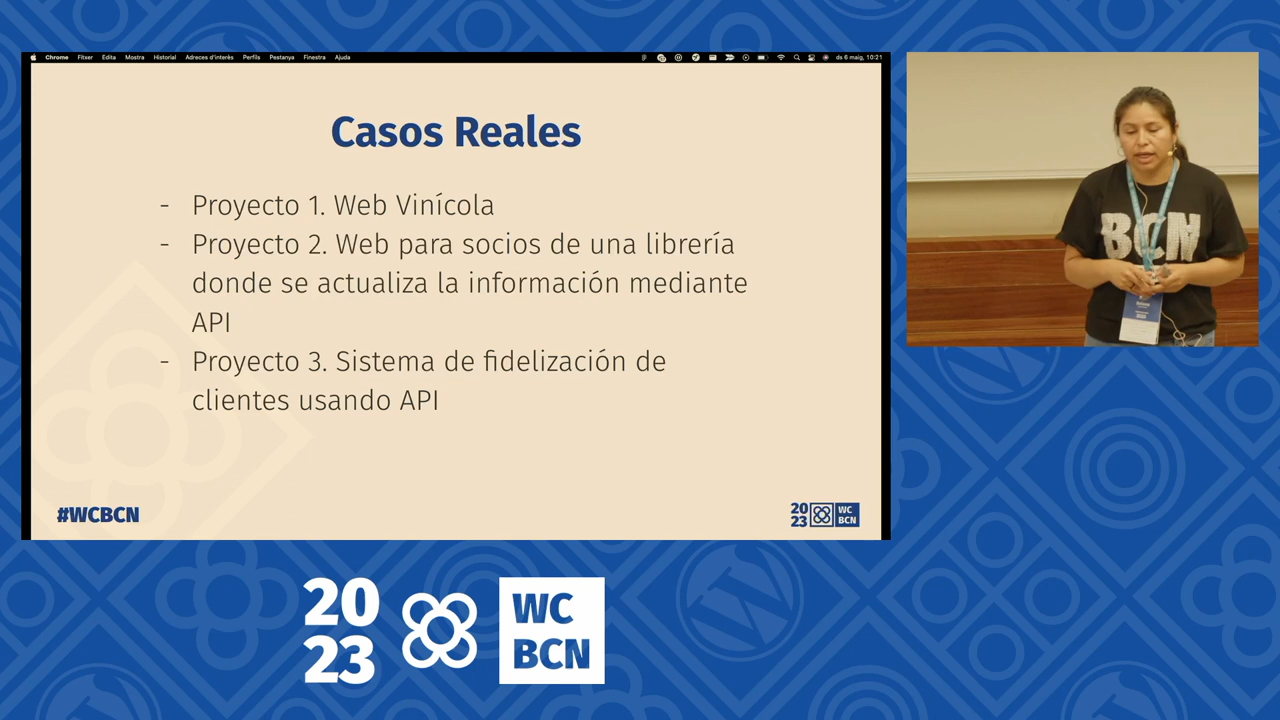 Chrome Fitxer Edita Mostra Historial Adreces d'interès Perfils Pestanya Finestra Ajuda
ds 6 maig, 10:21
Casos Reales
- Proyecto 1. Web Vinícola
- Proyecto 2. Web para socios de una librería
donde se actualiza la información mediante
API
- Proyecto 3. Sistema de fidelización de
clientes usando API
#WCBCN
20
23
WC
BCN
BCN
20
23
WC
BCN